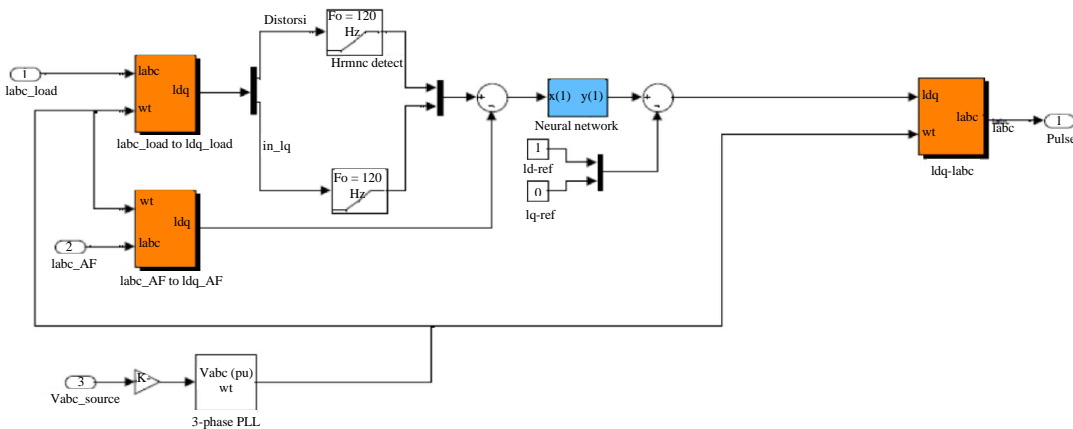 Distorsi
Fo = 120
Hz
Hrmnc detect
1
Iabc_load
Iabc
Idq
wt
Iabc_load to Idq_load
in_Iq
Fo = 120
Hz
wt
Idq
Iabc
2
Iabc_AF
Iabc_AF to Idq_AF
+
-
x(1) y(1)
Neural network
+
-
1
Id-ref
0
Iq-ref
Idq
Iabc
wt
Idq-Iabc
Iabc
1
Pulse
3
Vabc_source
K-
Vabc (pu)
wt
3-phase PLL